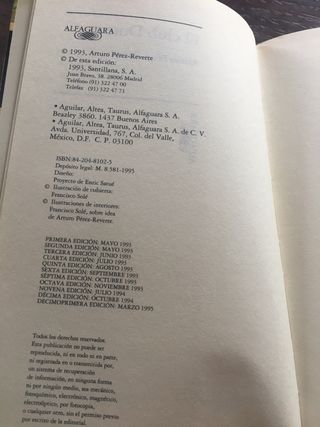 ALFAGUARA
© 1993, Arturo Pérez-Reverte
© De esta edición:
1993, Santillana, S. A.
Juan Bravo, 38. 28006 Madrid
Teléfono (91) 322 47 00
Telefax (91) 322 47 71
• Aguilar, Altea, Taurus, Alfaguara S. A.
Beazley 3860. 1437 Buenos Aires
• Aguilar, Altea, Taurus, Alfaguara S. A. de C. V.
Avda. Universidad, 767, Col. del Valle,
México, D.F. C. P. 03100
ISBN:84-204-8102-5
Depósito legal: M. 8.581-1995
Diseño:
Proyecto de Enric Satué
© Ilustración de cubierta:
Francisco Solé
© Ilustraciones de interiores:
Francisco Solé, sobre idea
de Arturo Pérez-Reverte.
PRIMERA EDICIÓN: MAYO 1993
SEGUNDA EDICIÓN: MAYO 1993
TERCERA EDICIÓN: JUNIO 1993
CUARTA EDICIÓN: JULIO 1993
QUINTA EDICIÓN: AGOSTO 1993
SEXTA EDICIÓN: SEPTIEMBRE 1993
SÉPTIMA EDICIÓN: OCTUBRE 1993
OCTAVA EDICIÓN: NOVIEMBRE 1993
NOVENA EDICIÓN: JULIO 1994
DÉCIMA EDICIÓN: OCTUBRE 1994
DECIMOPRIMERA EDICIÓN: MARZO 1995
Todos los derechos reservados.
Esta publicación no puede ser
reproducida, ni en todo ni en parte,
ni registrada en o transmitida por,
un sistema de recuperación
de información, en ninguna forma
ni por ningún medio, sea mecánico,
fotoquímico, electrónico, magnético,
electroóptico, por fotocopia,
o cualquier otro, sin el permiso previo
por escrito de la editorial.